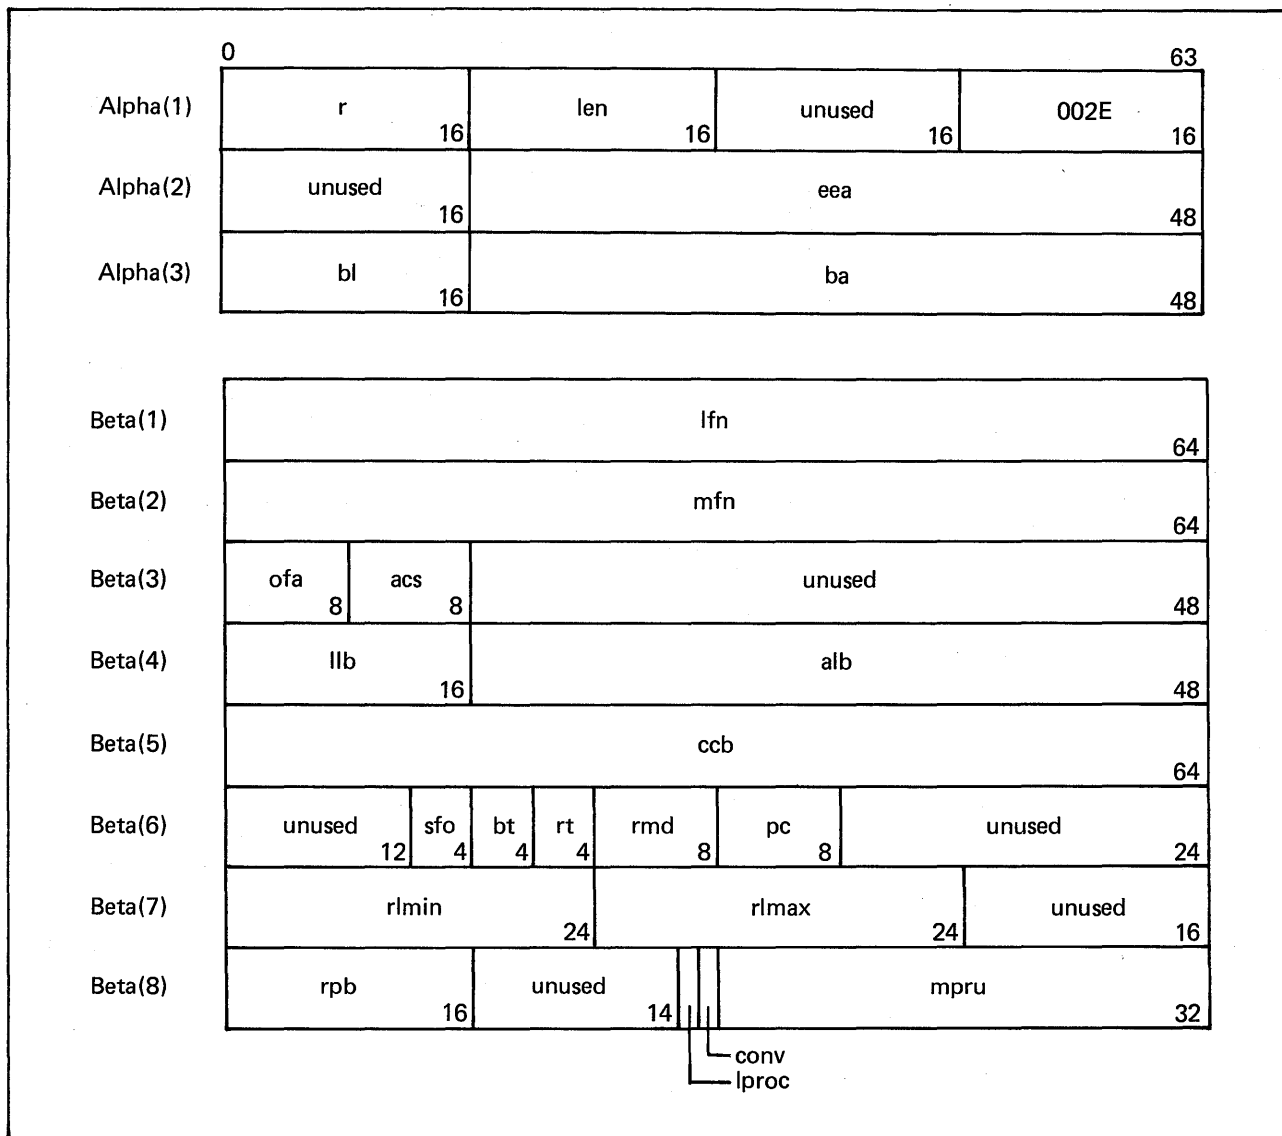 0 63
Alpha(1) r 16 len 16 unused 16 002E 16
Alpha(2) unused 16 eea 48
Alpha(3) bl 16 ba 48
Beta(1) lfn 64
Beta(2) mfn 64
Beta(3) ofa 8 acs 8 unused 48
Beta(4) llb 16 alb 48
Beta(5) ccb 64
Beta(6) unused 12 sfo 4 bt 4 rt 4 rmd 8 pc 8 unused 24
Beta(7) rlmin 24 rlmax 24 unused 16
Beta(8) rpb 16 unused 14 mpru 32
conv
lproc